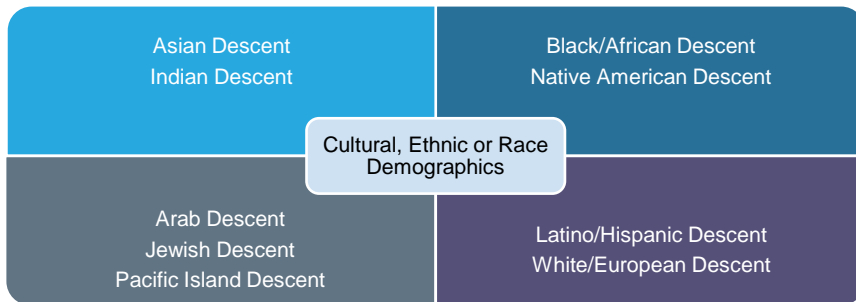 Asian Descent
Indian Descent
Black/African Descent
Native American Descent
Cultural, Ethnic or Race
Demographics
Arab Descent
Jewish Descent
Pacific Island Descent
Latino/Hispanic Descent
White/European Descent